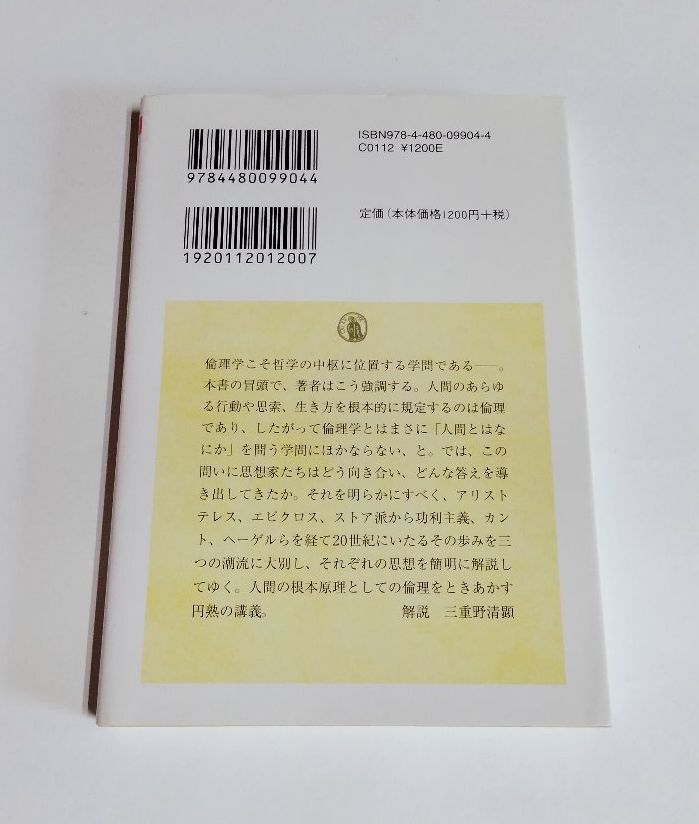 ISBN978-4-480-09904-4
C0112 ¥1200E
9784480099044
定価(本体価格1200円+税)
1920112012007
倫理学こそ哲学の中枢に位置する学問である――。
本書の冒頭で、著者はこう強調する。人間のあらゆ
る行動や思索、生き方を根本的に規定するのは倫理
であり、したがって倫理学とはまさに「人間とはな
にか」を問う学問にほかならない、と。では、この
問いに思想家たちはどう向き合い、どんな答えを導
き出してきたか。それを明らかにすべく、アリスト
テレス、エピクロス、ストア派から功利主義、カン
ト、ヘーゲルらを経て20世紀にいたるその歩みを三
つの潮流に大別し、それぞれの思想を簡明に解説し
てゆく。人間の根本原理としての倫理をときあかす
円熟の講義。 解説 三重野清顕